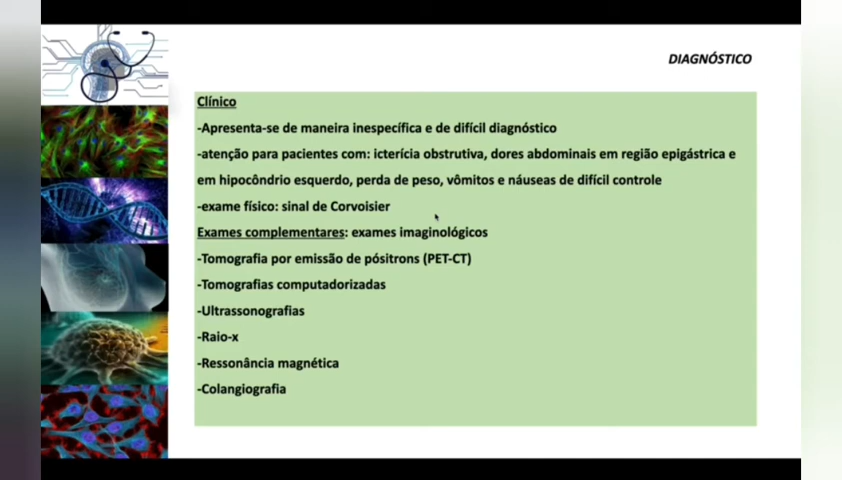 DIAGNÓSTICO
Clínico
-Apresenta-se de maneira inespecífica e de difícil diagnóstico
-atenção para pacientes com: icterícia obstrutiva, dores abdominais em região epigástrica e
em hipocôndrio esquerdo, perda de peso, vômitos e náuseas de difícil controle
-exame físico: sinal de Corvoisier
Exames complementares: exames imaginológicos
-Tomografia por emissão de pósitrons (PET-CT)
-Tomografias computadorizadas
-Ultrassonografias
-Raio-x
-Ressonância magnética
-Colangiografia